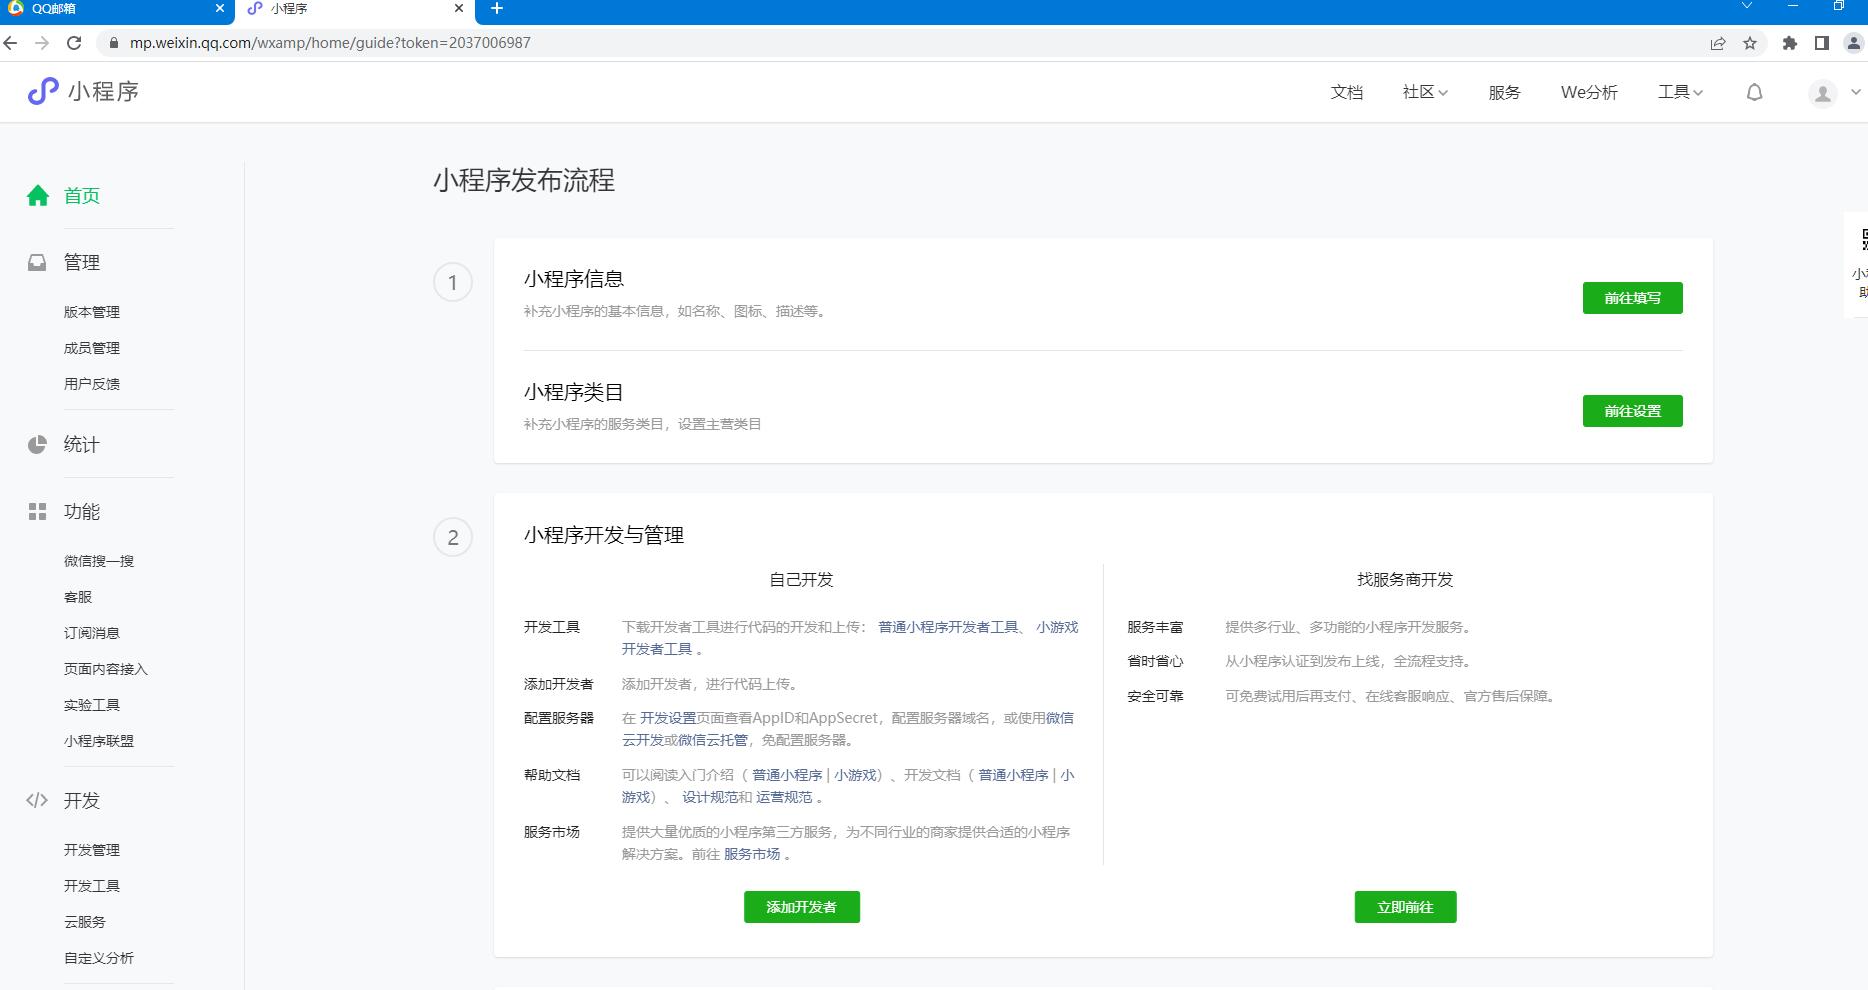 QQ邮箱
小程序
mp.weixin.qq.com/wxamp/home/guide?token=2037006987
小程序
文档
社区
服务
We分析
工具
首页
管理
版本管理
成员管理
用户反馈
统计
功能
微信搜一搜
客服
订阅消息
页面内容接入
实验工具
小程序联盟
开发
开发管理
开发工具
云服务
自定义分析
小程序发布流程
1
小程序信息
补充小程序的基本信息，如名称、图标、描述等。
前往填写
小程序类目
补充小程序的服务类目，设置主营类目
前往设置
2
小程序开发与管理
自己开发
开发工具
下载开发者工具进行代码的开发和上传： 普通小程序开发者工具、 小游戏
开发者工具 。
添加开发者
添加开发者，进行代码上传。
配置服务器
在 开发设置页面查看AppID和AppSecret，配置服务器域名，或使用微信
云开发或微信云托管，免配置服务器。
帮助文档
可以阅读入门介绍（ 普通小程序 | 小游戏）、开发文档（ 普通小程序 | 小
游戏）、 设计规范和 运营规范 。
服务市场
提供大量优质的小程序第三方服务，为不同行业的商家提供合适的小程序
解决方案。前往 服务市场 。
添加开发者
找服务商开发
服务丰富
提供多行业、多功能的小程序开发服务。
省时省心
从小程序认证到发布上线，全流程支持。
安全可靠
可免费试用后再支付、在线客服响应、官方售后保障。
立即前往
小
助